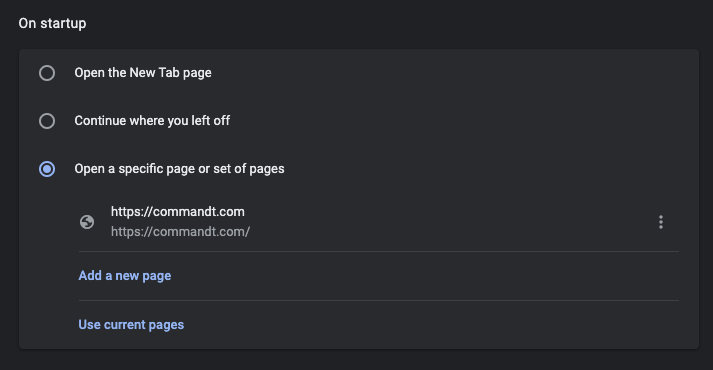 On startup
Open the New Tab page
Continue where you left off
Open a specific page or set of pages
https://commandt.com
https://commandt.com/
Add a new page
Use current pages